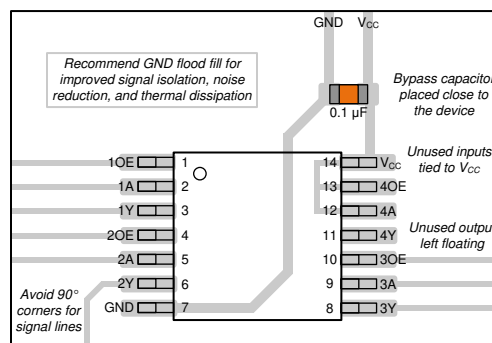 GND VCC
Recommend GND flood fill for
improved signal isolation, noise
reduction, and thermal dissipation
Bypass capacitor
placed close to
the device
0.1 µF
Unused inputs
tied to VCC
Unused output
left floating
Avoid 90°
corners for
signal lines
1OE 1 14 VCC
1A 2 13 4OE
1Y 3 12 4A
2OE 4 11 4Y
2A 5 10 3OE
2Y 6 9 3A
GND 7 8 3Y